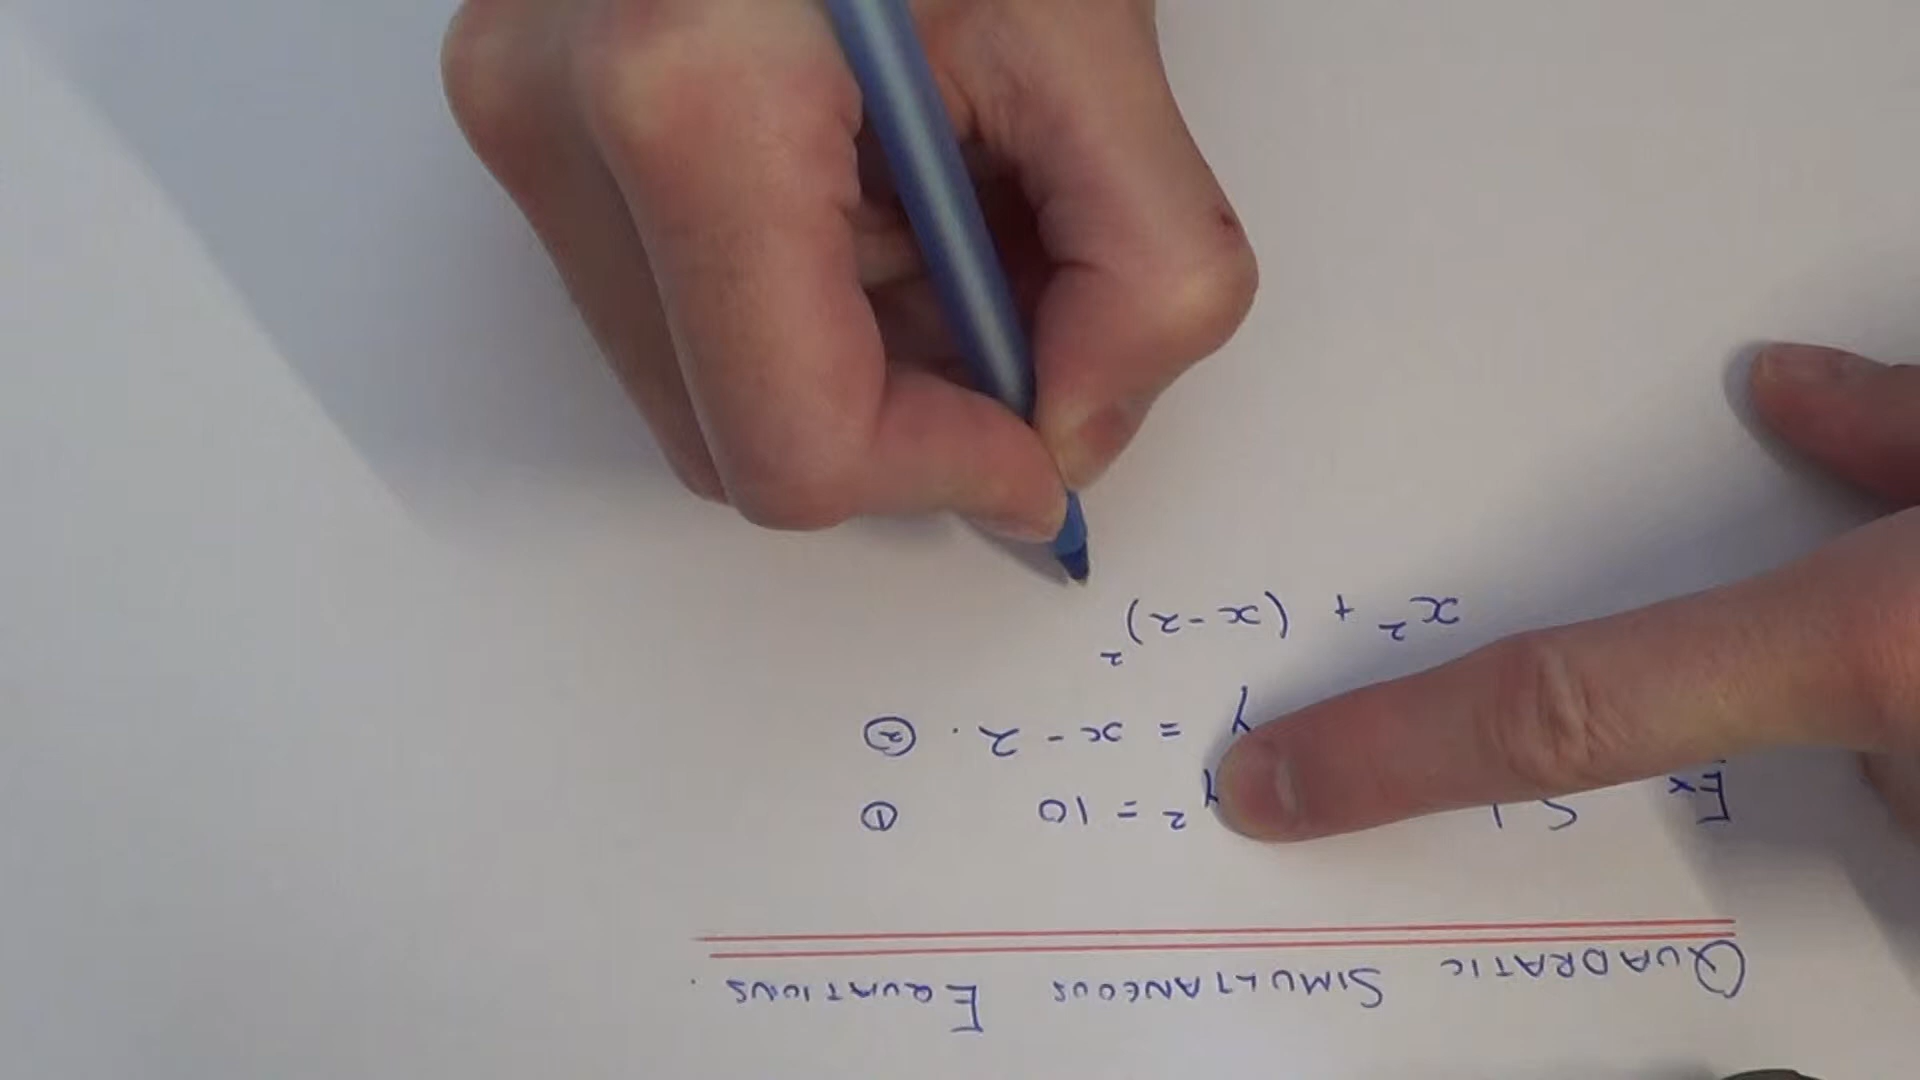 QUADRATIC SIMULTANEOUS EQUATIONS.
Ex y² = 10 ①
y = x - 2. ②
x² + (x-2)²